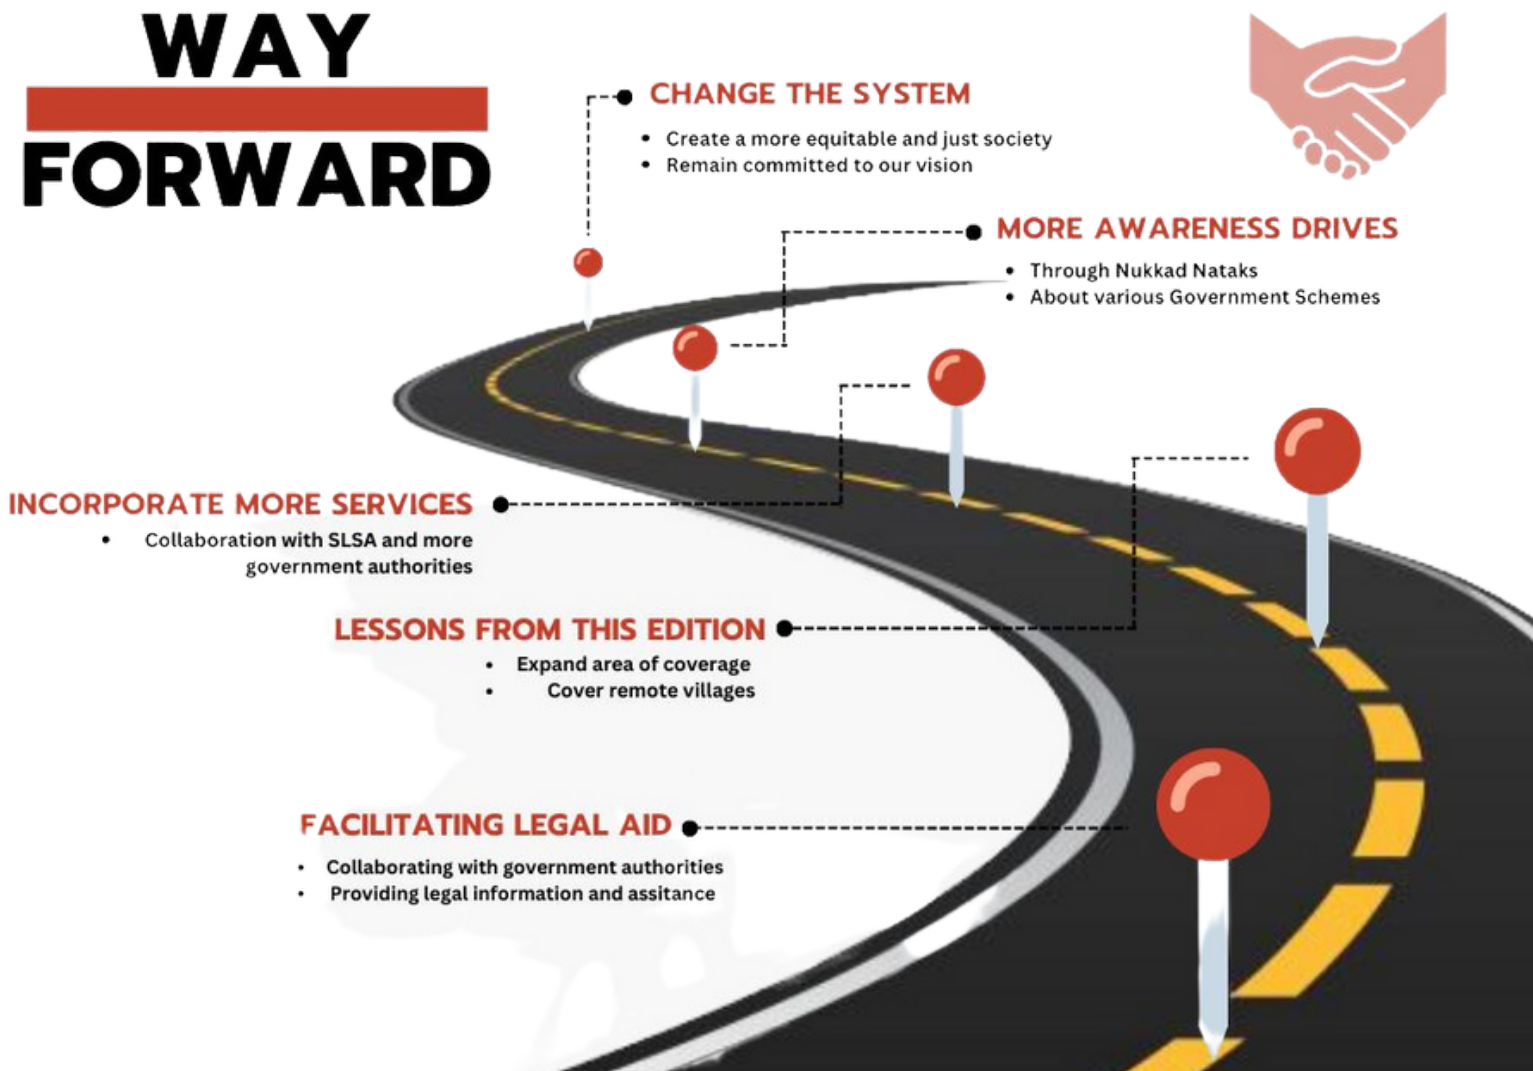 WAY
FORWARD
CHANGE THE SYSTEM
• Create a more equitable and just society
• Remain committed to our vision
MORE AWARENESS DRIVES
• Through Nukkad Nataks
• About various Government Schemes
INCORPORATE MORE SERVICES
• Collaboration with SLSA and more
government authorities
LESSONS FROM THIS EDITION
• Expand area of coverage
• Cover remote villages
FACILITATING LEGAL AID
• Collaborating with government authorities
• Providing legal information and assitance